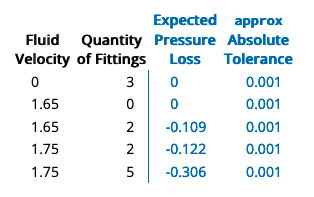 Expected approx
Fluid Quantity Pressure Absolute
Velocity of Fittings Loss Tolerance
0 3 0 0.001
1.65 0 0 0.001
1.65 2 -0.109 0.001
1.75 2 -0.122 0.001
1.75 5 -0.306 0.001